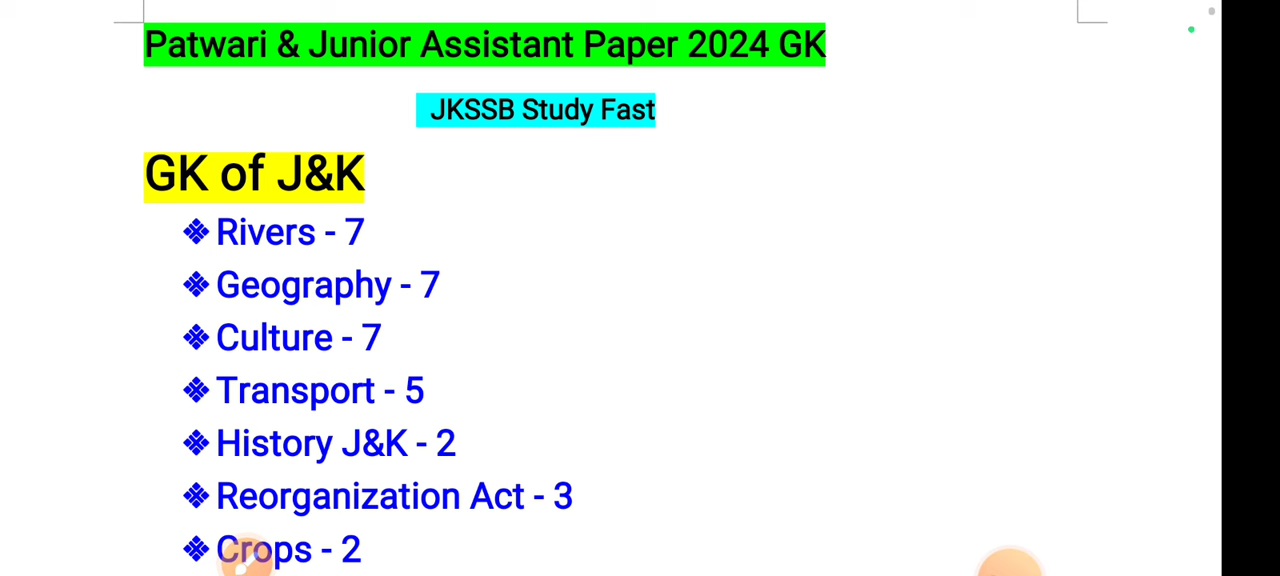 Patwari & Junior Assistant Paper 2024 GK
JKSSB Study Fast
GK of J&K
❖ Rivers - 7
❖ Geography - 7
❖ Culture - 7
❖ Transport - 5
❖ History J&K - 2
❖ Reorganization Act - 3
❖ Crops - 2